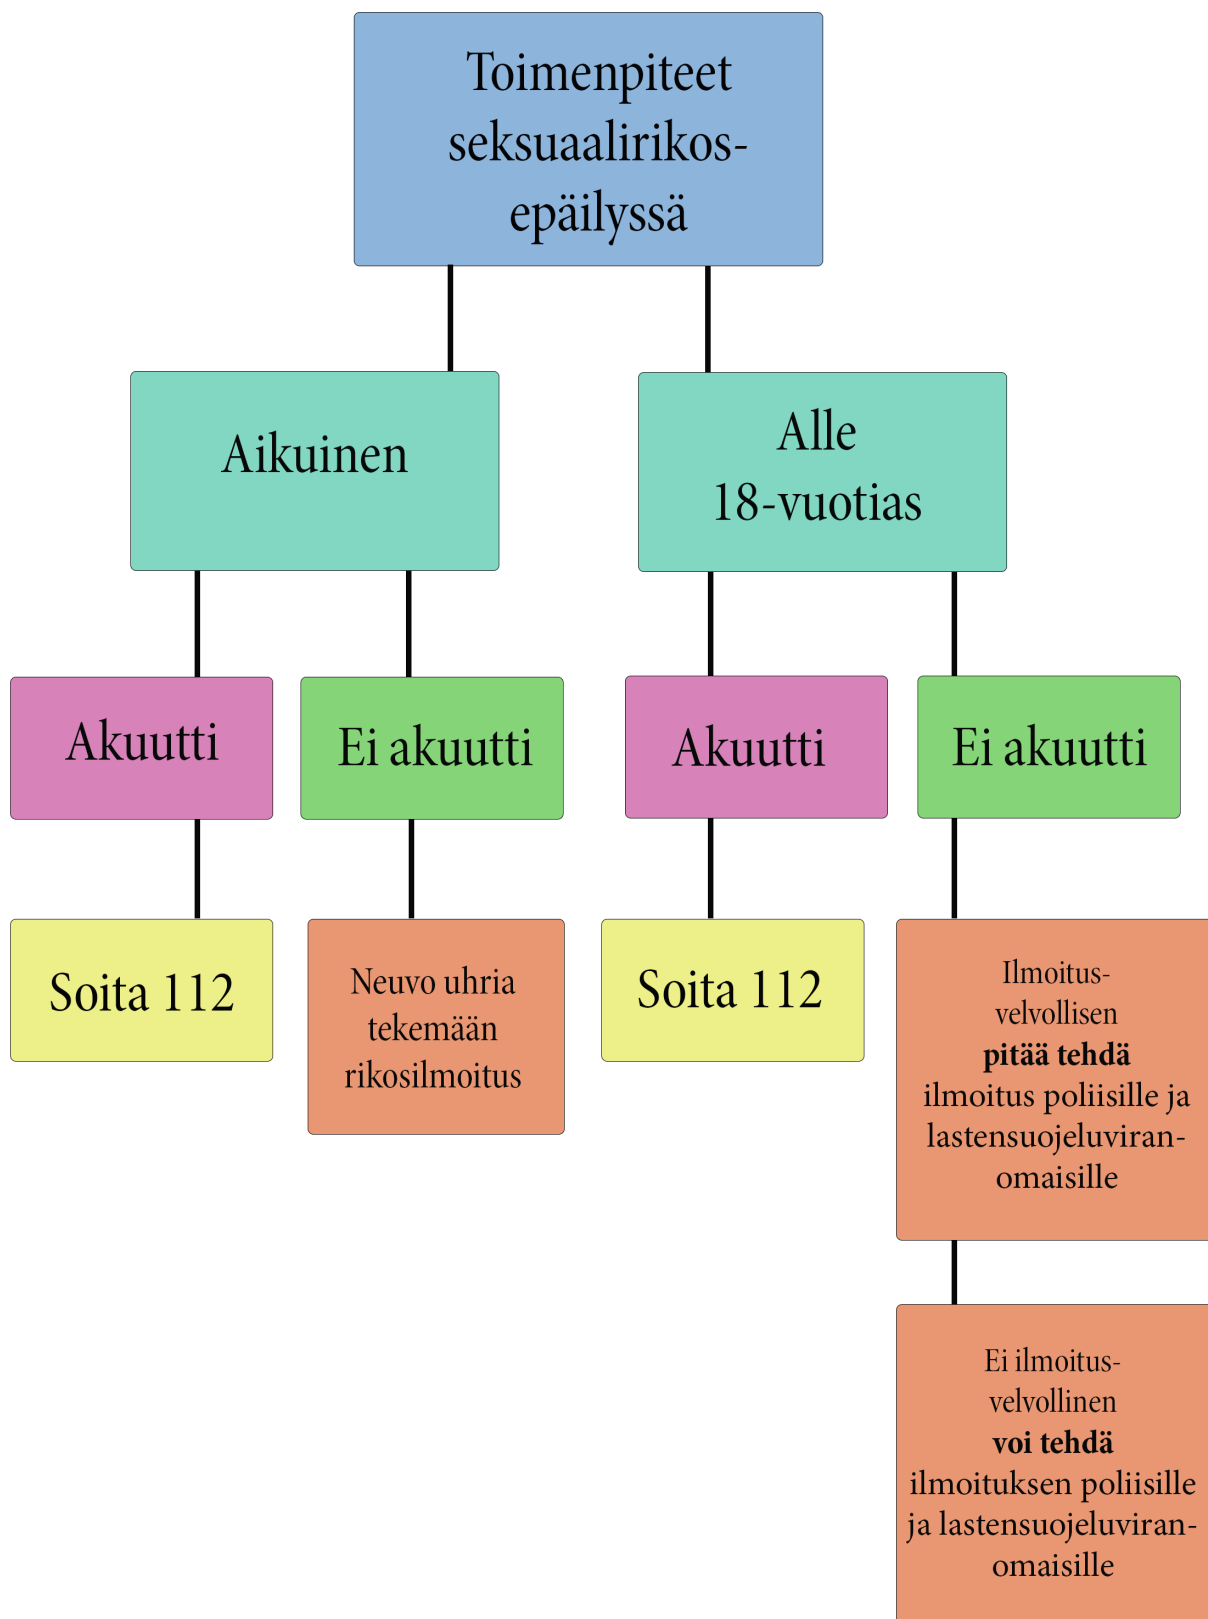 Toimenpiteet
seksuaalirikos-
epäilyssä
Aikuinen
Alle
18-vuotias
Akuutti
Ei akuutti
Akuutti
Ei akuutti
Soita 112
Neuvo uhria
tekemään
rikosilmoitus
Soita 112
Ilmoitus-
velvollisen
pitää tehdä
ilmoitus poliisille ja
lastensuojeluviran-
omaisille
Ei ilmoitus-
velvollinen
voi tehdä
ilmoituksen poliisille
ja lastensuojeluviran-
omaisille